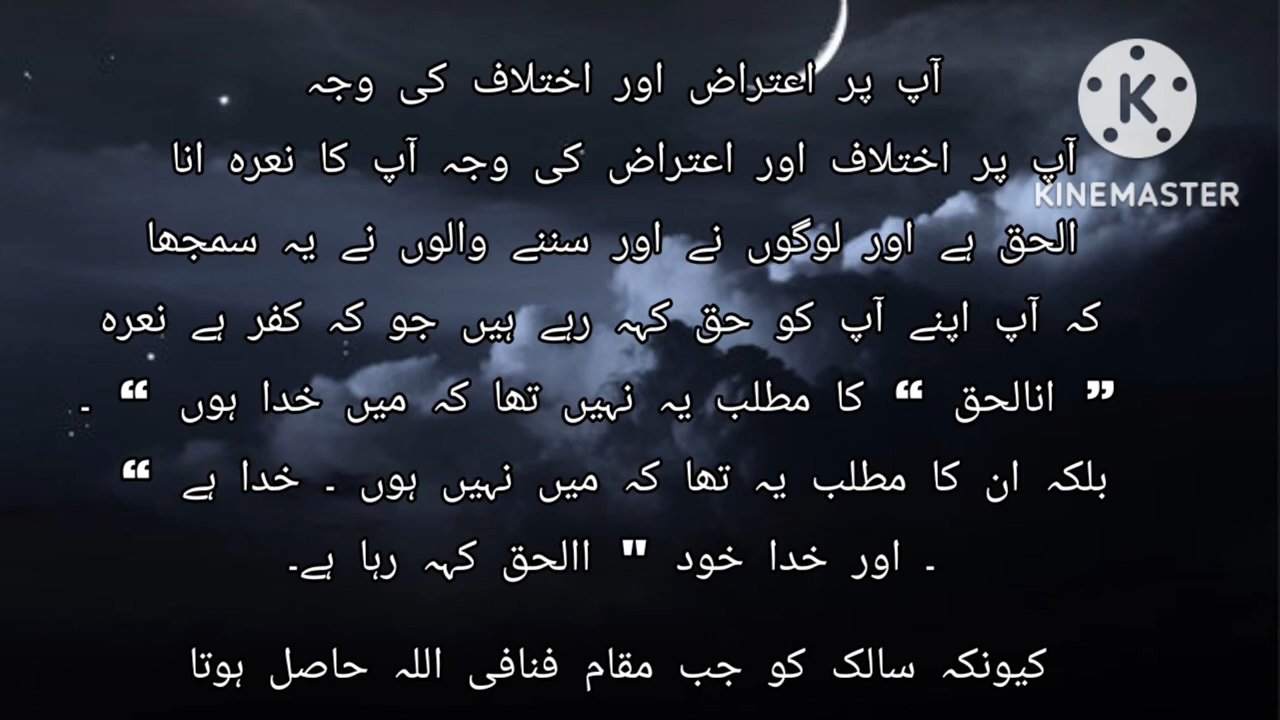 آپ پر اعتراض اور اختلاف کی وجہ
آپ پر اختلاف اور اعتراض کی وجہ آپ کا نعرہ انا
الحق ہے اور لوگوں نے اور سننے والوں نے یہ سمجھا
کہ آپ اپنے آپ کو حق کہہ رہے ہیں جو کہ کفر ہے نعرہ
” انالحق “ کا مطلب یہ نہیں تھا کہ میں خدا ہوں “ ۔
بلکہ ان کا مطلب یہ تھا کہ میں نہیں ہوں ۔ خدا ہے “
۔ اور خدا خود " االحق کہہ رہا ہے۔
کیونکہ سالک کو جب مقام فنافی اللہ حاصل ہوتا
K
KINEMASTER